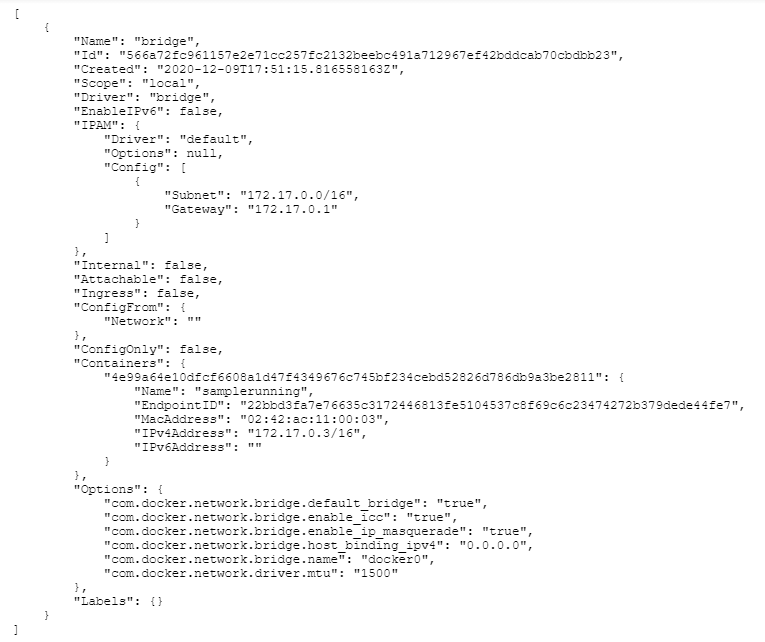 [
    {
        "Name": "bridge",
        "Id": "566a72fc961157e2e71cc257fc2132beebc491a712967ef42bddcab70cbdbb23",
        "Created": "2020-12-09T17:51:15.816558163Z",
        "Scope": "local",
        "Driver": "bridge",
        "EnableIPv6": false,
        "IPAM": {
            "Driver": "default",
            "Options": null,
            "Config": [
                {
                    "Subnet": "172.17.0.0/16",
                    "Gateway": "172.17.0.1"
                }
            ]
        },
        "Internal": false,
        "Attachable": false,
        "Ingress": false,
        "ConfigFrom": {
            "Network": ""
        },
        "ConfigOnly": false,
        "Containers": {
            "4e99a64e10dfcf6608a1d47f4349676c745bf234cebd52826d786db9a3be2811": {
                "Name": "samplerunning",
                "EndpointID": "22bbd3fa7e76635c3172446813fe5104537c8f69c6c23474272b379dede44fe7",
                "MacAddress": "02:42:ac:11:00:03",
                "IPv4Address": "172.17.0.3/16",
                "IPv6Address": ""
            }
        },
        "Options": {
            "com.docker.network.bridge.default_bridge": "true",
            "com.docker.network.bridge.enable_icc": "true",
            "com.docker.network.bridge.enable_ip_masquerade": "true",
            "com.docker.network.bridge.host_binding_ipv4": "0.0.0.0",
            "com.docker.network.bridge.name": "docker0",
            "com.docker.network.driver.mtu": "1500"
        },
        "Labels": {}
    }
]